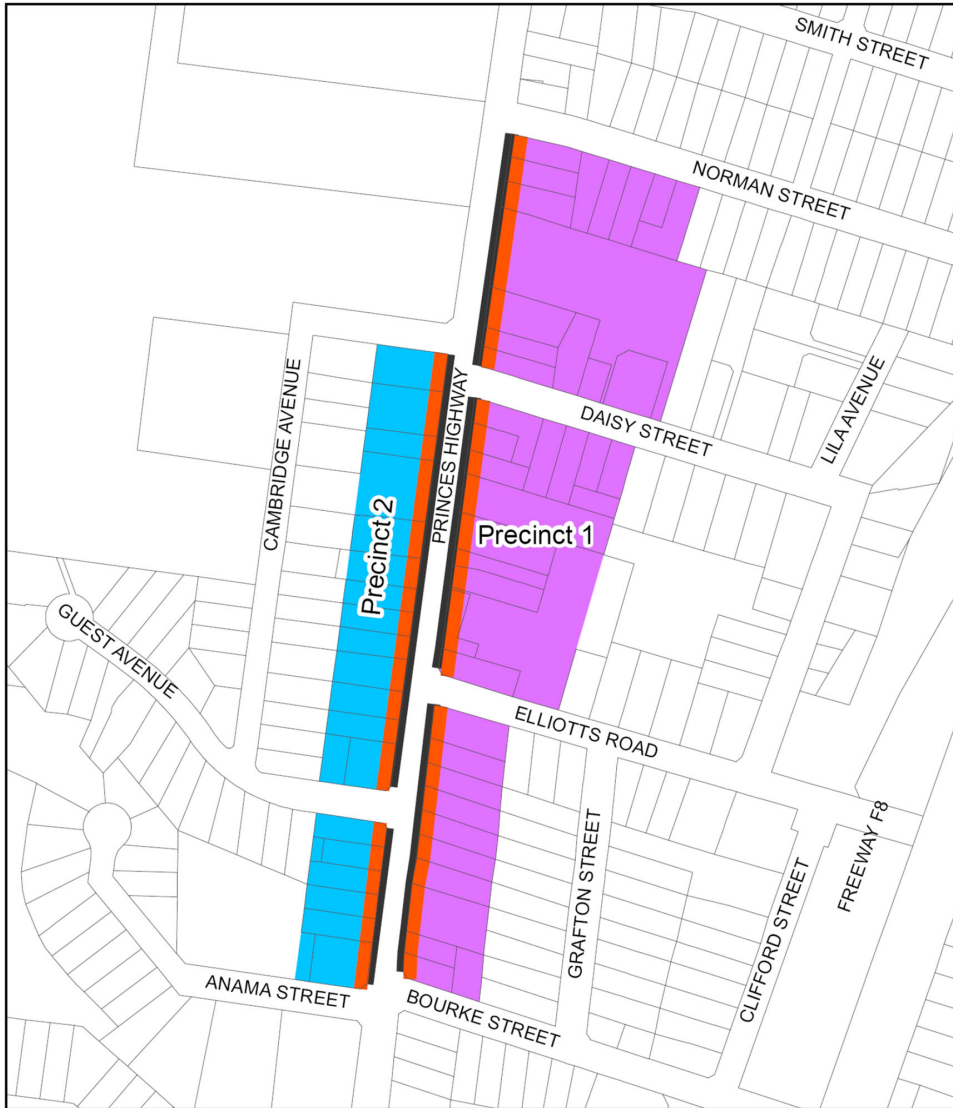 SMITH STREET
NORMAN STREET
LILA AVENUE
DAISY STREET
PRINCES HIGHWAY
CAMBRIDGE AVENUE
Precinct 2
Precinct 1
GUEST AVENUE
ELLIOTTS ROAD
FREEWAY F8
GRAFTON STREET
CLIFFORD STREET
ANAMA STREET
BOURKE STREET